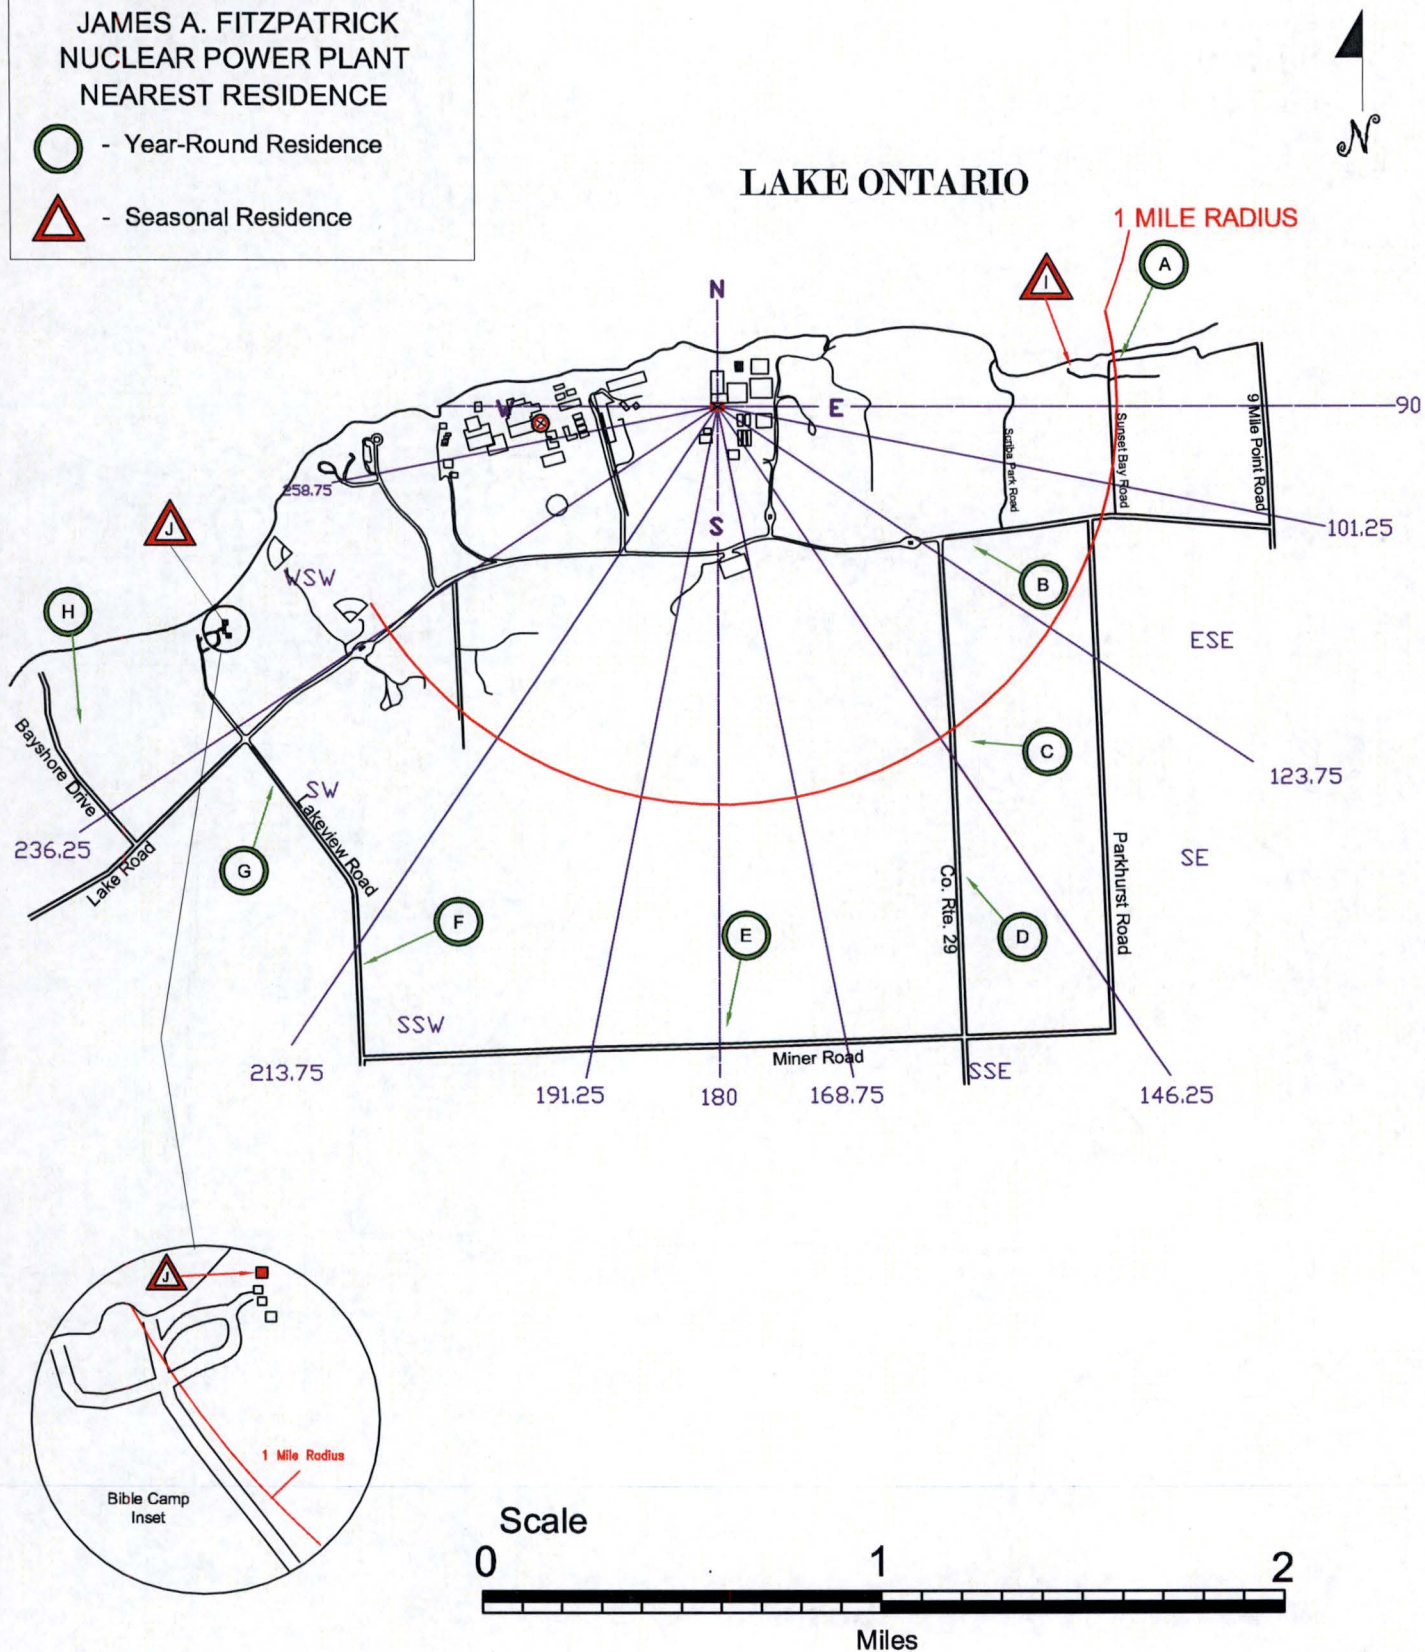 JAMES A. FITZPATRICK
NUCLEAR POWER PLANT
NEAREST RESIDENCE
- Year-Round Residence
- Seasonal Residence
N
LAKE ONTARIO
1 MILE RADIUS
A
I
N
W
E
90
Scriba Park Road
Sunset Bay Road
9 Mile Point Road
258.75
J
S
101.25
WSW
B
H
ESE
Bayshore Drive
C
123.75
SW
Lakeview Road
236.25
Lake Road
G
SE
Parkhurst Road
Co. Rte. 29
F
E
D
SSW
Miner Road
213.75
SSE
191.25
180
168.75
146.25
J
1 Mile Radius
Bible Camp
Inset
Scale
0
1
2
Miles